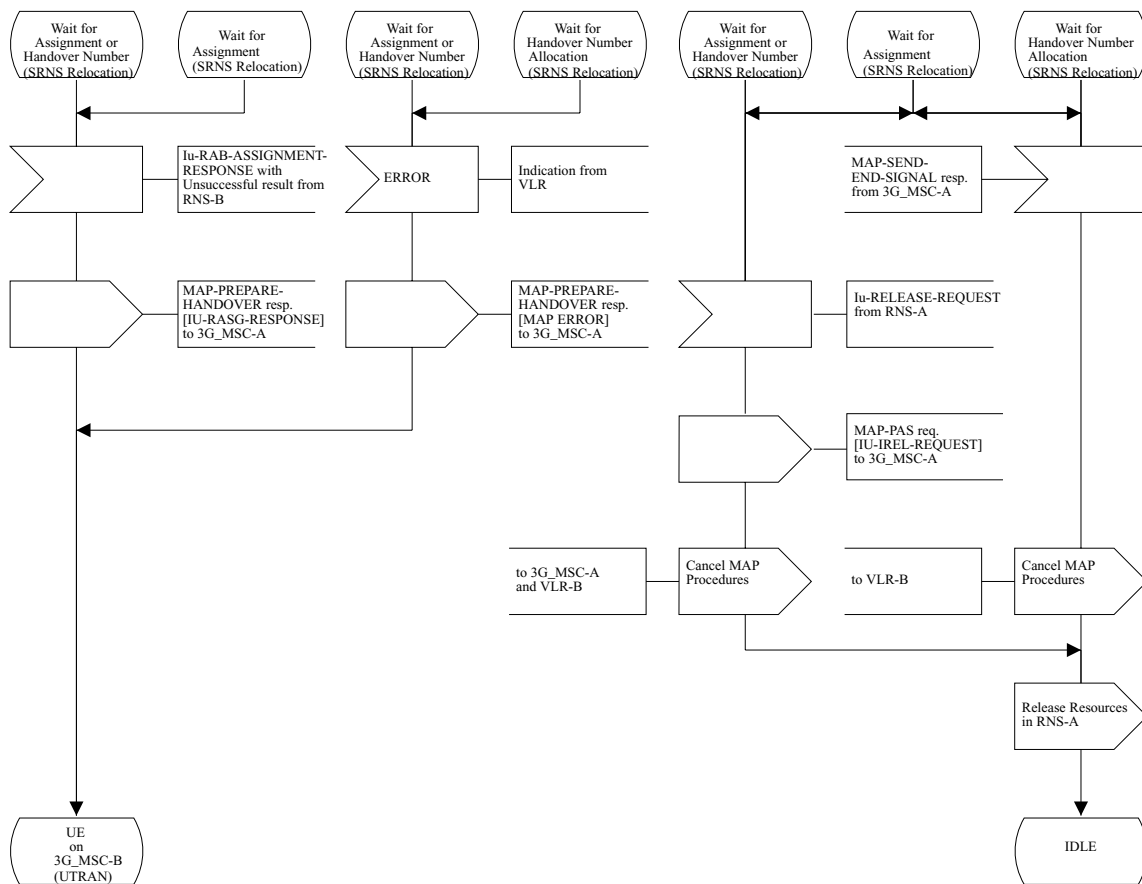 Wait for
Assignment or
Handover Number
(SRNS Relocation)
Wait for
Assignment
(SRNS Relocation)
Wait for
Assignment or
Handover Number
(SRNS Relocation)
Wait for
Handover Number
Allocation
(SRNS Relocation)
Wait for
Assignment or
Handover Number
(SRNS Relocation)
Wait for
Assignment
(SRNS Relocation)
Wait for
Handover Number
Allocation
(SRNS Relocation)
Iu-RAB-ASSIGNMENT-
RESPONSE with
Unsuccessful result from
RNS-B
ERROR
Indication from
VLR
MAP-SEND-
END-SIGNAL resp.
from 3G_MSC-A
MAP-PREPARE-
HANDOVER resp.
[IU-RASG-RESPONSE]
to 3G_MSC-A
MAP-PREPARE-
HANDOVER resp.
[MAP ERROR]
to 3G_MSC-A
Iu-RELEASE-REQUEST
from RNS-A
MAP-PAS req.
[IU-IREL-REQUEST]
to 3G_MSC-A
to 3G_MSC-A
and VLR-B
Cancel MAP
Procedures
to VLR-B
Cancel MAP
Procedures
Release Resources
in RNS-A
UE
on
3G_MSC-B
(UTRAN)
IDLE